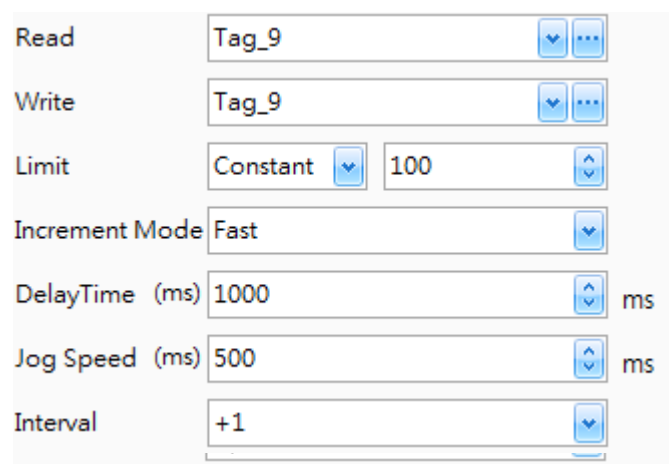 Read Tag_9
Write Tag_9
Limit Constant 100
Increment Mode Fast
DelayTime (ms) 1000 ms
Jog Speed (ms) 500 ms
Interval +1